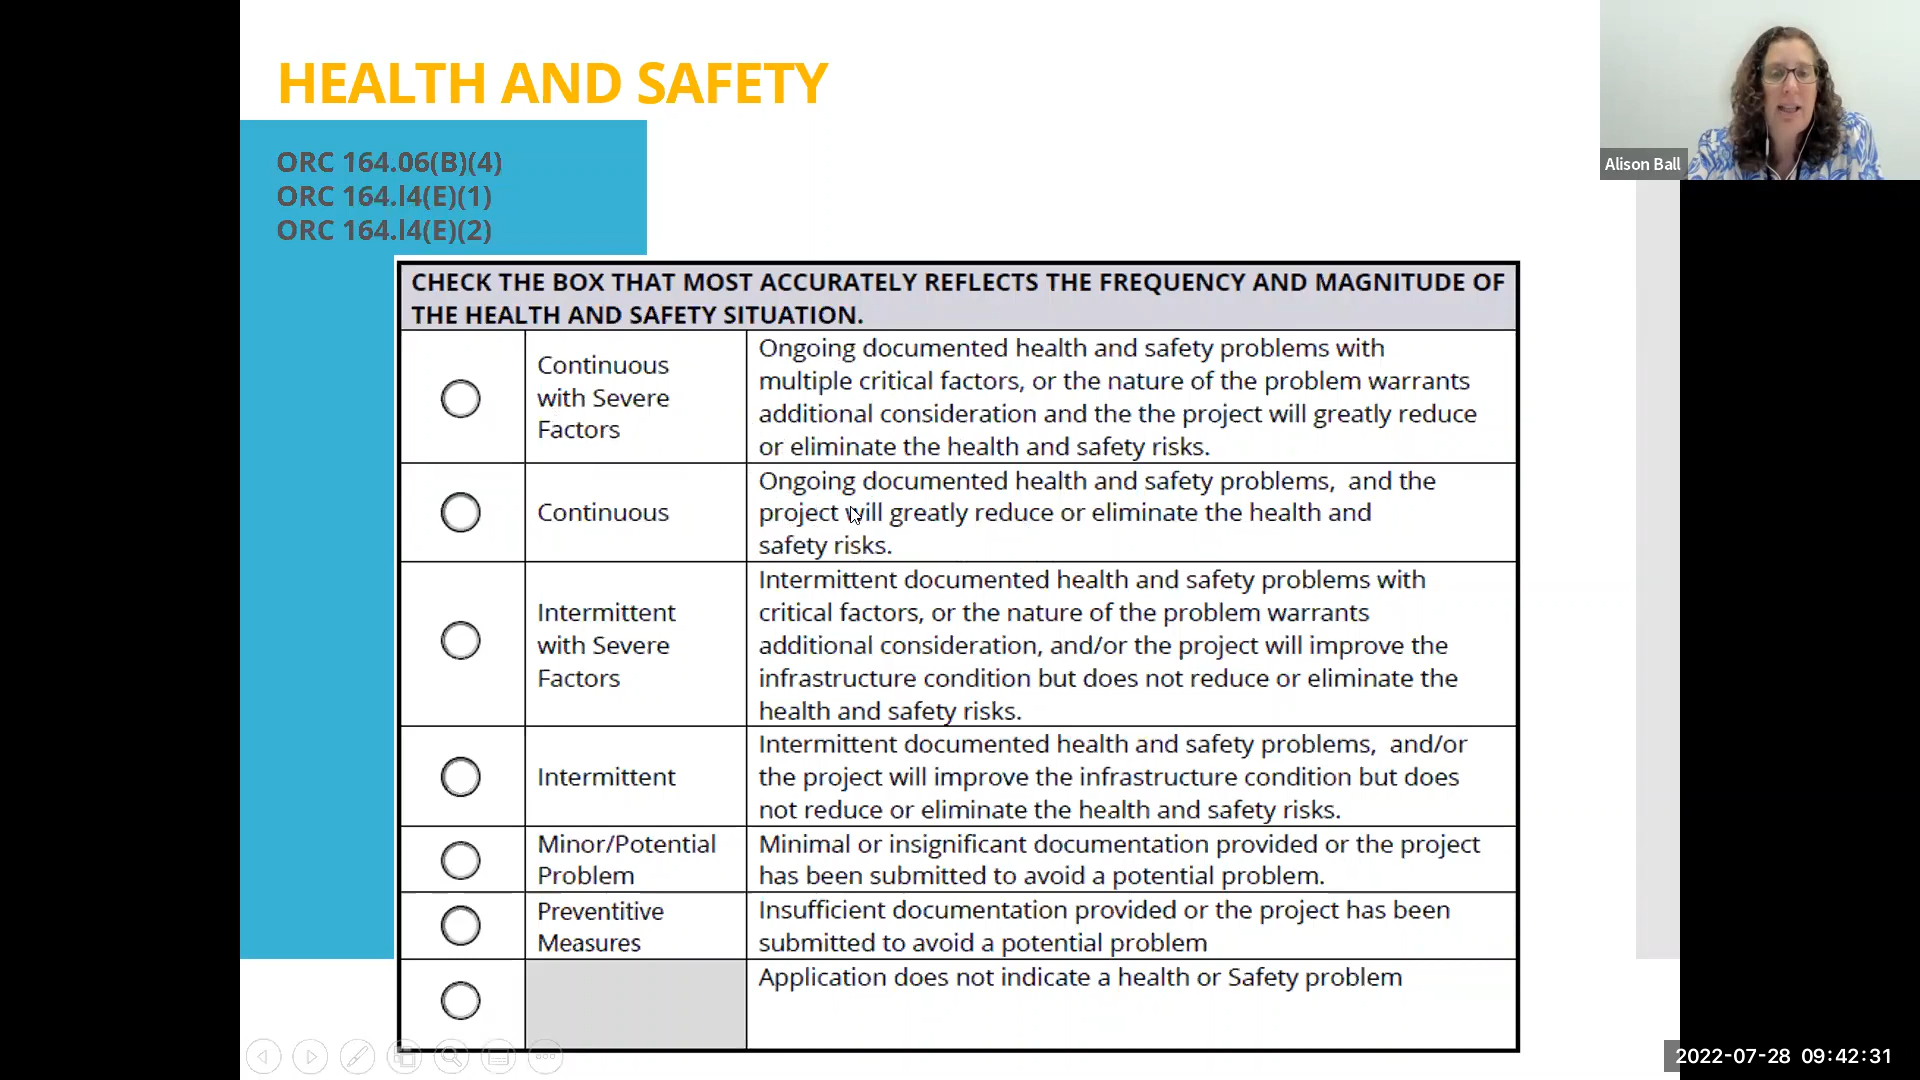 HEALTH AND SAFETY
ORC 164.06(B)(4)
ORC 164.l4(E)(1)
ORC 164.l4(E)(2)
Alison Ball
CHECK THE BOX THAT MOST ACCURATELY REFLECTS THE FREQUENCY AND MAGNITUDE OF
THE HEALTH AND SAFETY SITUATION.
Continuous
with Severe
Factors
Ongoing documented health and safety problems with
multiple critical factors, or the nature of the problem warrants
additional consideration and the the project will greatly reduce
or eliminate the health and safety risks.
Continuous
Ongoing documented health and safety problems,  and the
project will greatly reduce or eliminate the health and
safety risks.
Intermittent
with Severe
Factors
Intermittent documented health and safety problems with
critical factors, or the nature of the problem warrants
additional consideration, and/or the project will improve the
infrastructure condition but does not reduce or eliminate the
health and safety risks.
Intermittent
Intermittent documented health and safety problems,  and/or
the project will improve the infrastructure condition but does
not reduce or eliminate the health and safety risks.
Minor/Potential
Problem
Minimal or insignificant documentation provided or the project
has been submitted to avoid a potential problem.
Preventitive
Measures
Insufficient documentation provided or the project has been
submitted to avoid a potential problem
Application does not indicate a health or Safety problem
2022-07-28 09:42:31